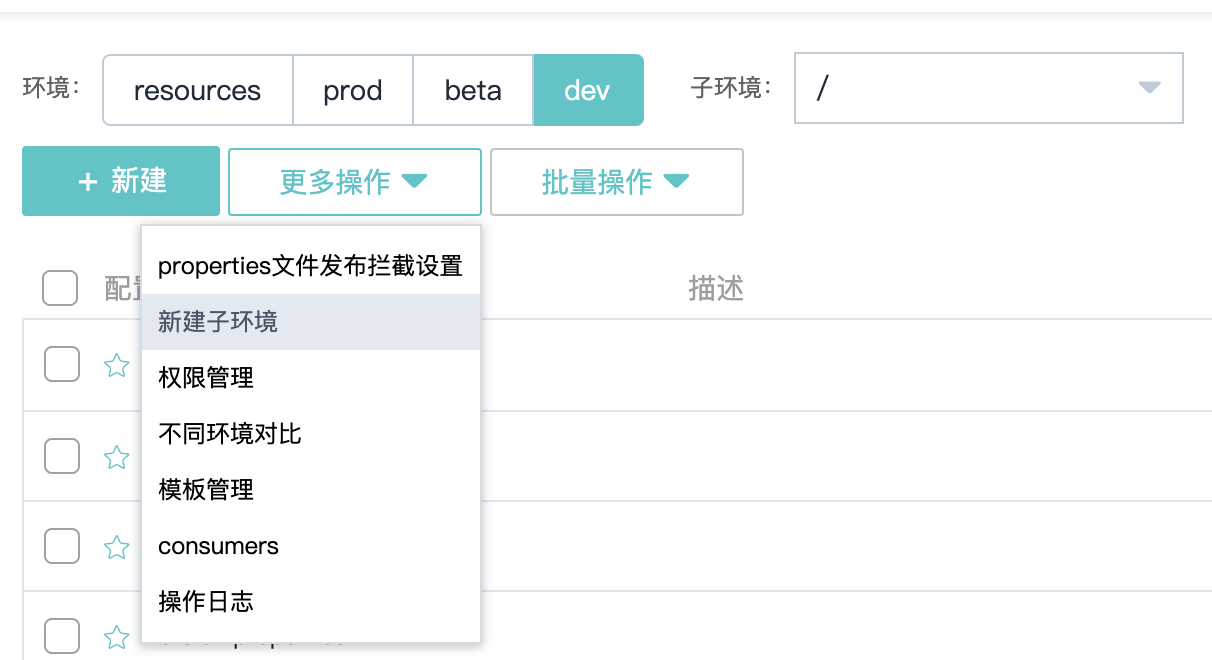 环境： resources prod beta dev 子环境： /
+ 新建 更多操作 批量操作
properties文件发布拦截设置
配 描述
新建子环境
权限管理
不同环境对比
模板管理
consumers
操作日志